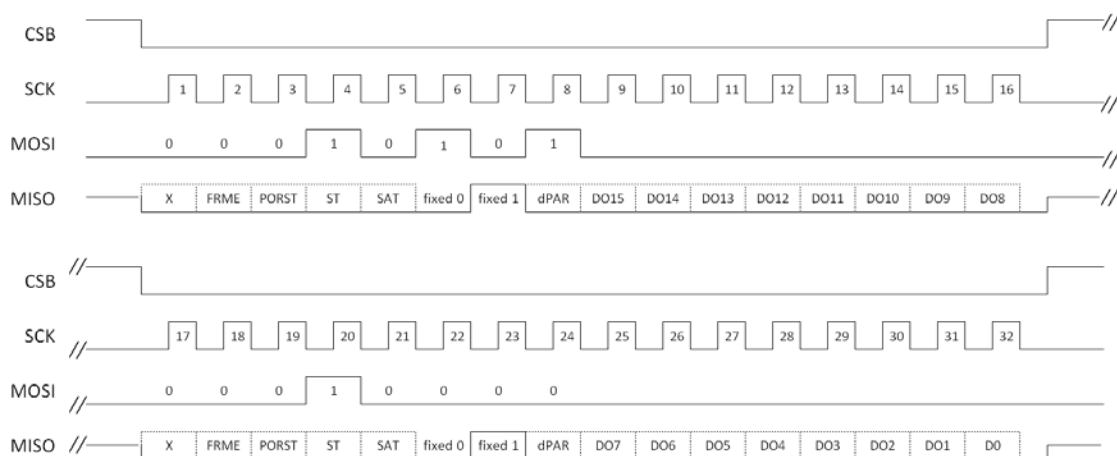 CSB
SCK 1 2 3 4 5 6 7 8 9 10 11 12 13 14 15 16
MOSI 0 0 0 1 0 1 0 1
MISO X FRME PORST ST SAT fixed 0 fixed 1 dPAR DO15 DO14 DO13 DO12 DO11 DO10 DO9 DO8
CSB
SCK 17 18 19 20 21 22 23 24 25 26 27 28 29 30 31 32
MOSI 0 0 0 1 0 0 0 0
MISO X FRME PORST ST SAT fixed 0 fixed 1 dPAR DO7 DO6 DO5 DO4 DO3 DO2 DO1 D0